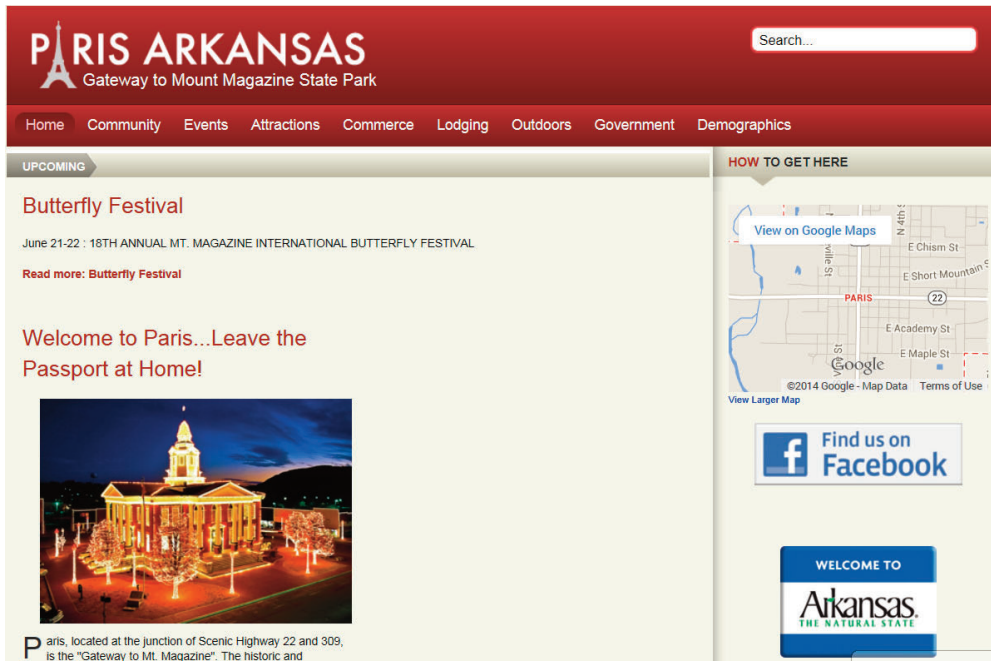 PARIS ARKANSAS
Gateway to Mount Magazine State Park
Search...
Home Community Events Attractions Commerce Lodging Outdoors Government Demographics
UPCOMING
Butterfly Festival
June 21-22 : 18TH ANNUAL MT. MAGAZINE INTERNATIONAL BUTTERFLY FESTIVAL
Read more: Butterfly Festival
Welcome to Paris...Leave the
Passport at Home!
Paris, located at the junction of Scenic Highway 22 and 309,
is the "Gateway to Mt. Magazine". The historic and
HOW TO GET HERE
View on Google Maps
N 4th
ville St
E Chism St
E Short Mountain
PARIS
22
E Academy St
E Maple St
St
Google
©2014 Google - Map Data Terms of Use
View Larger Map
Find us on
Facebook
WELCOME TO
Arkansas.
THE NATURAL STATE